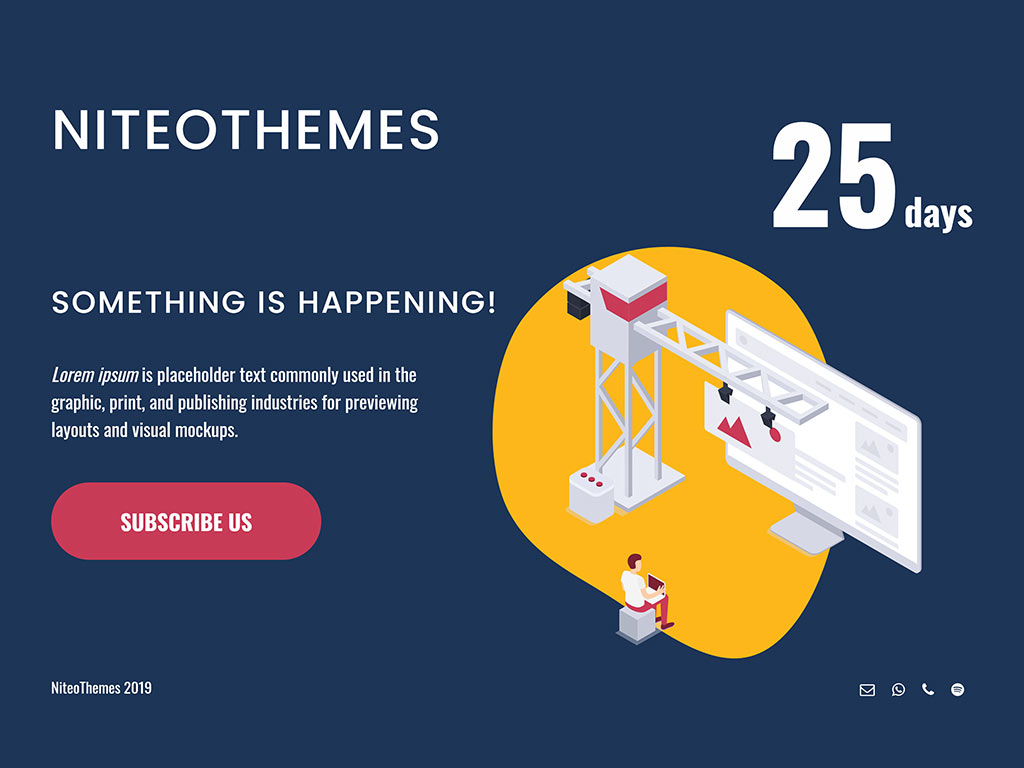 NITEOTHEMES
25 days
SOMETHING IS HAPPENING!
Lorem ipsum is placeholder text commonly used in the
graphic, print, and publishing industries for previewing
layouts and visual mockups.
SUBSCRIBE US
NiteoThemes 2019